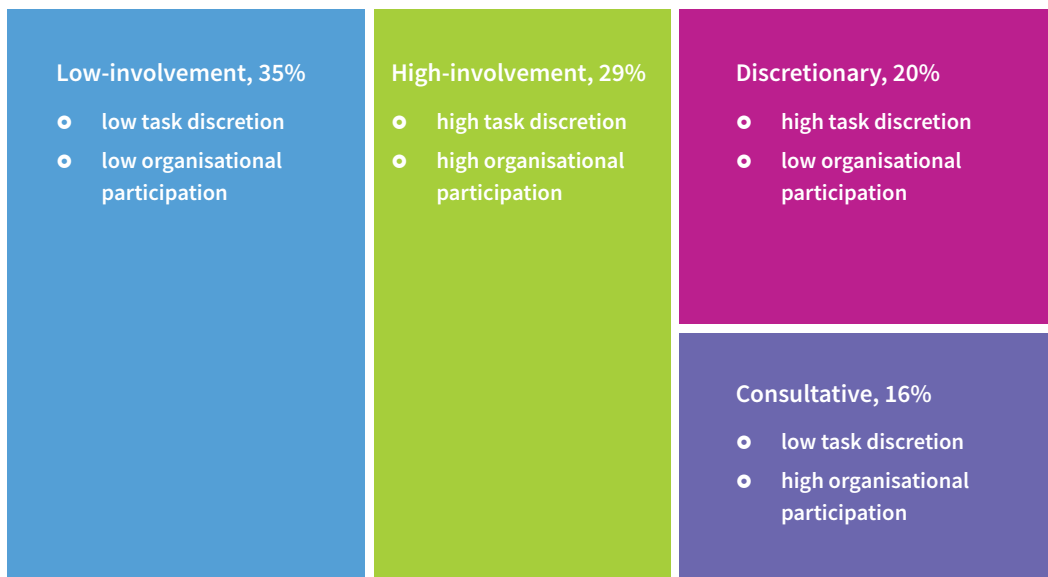 Low-involvement, 35%
low task discretion
low organisational
participation
High-involvement, 29%
high task discretion
high organisational
participation
Discretionary, 20%
high task discretion
low organisational
participation
Consultative, 16%
low task discretion
high organisational
participation